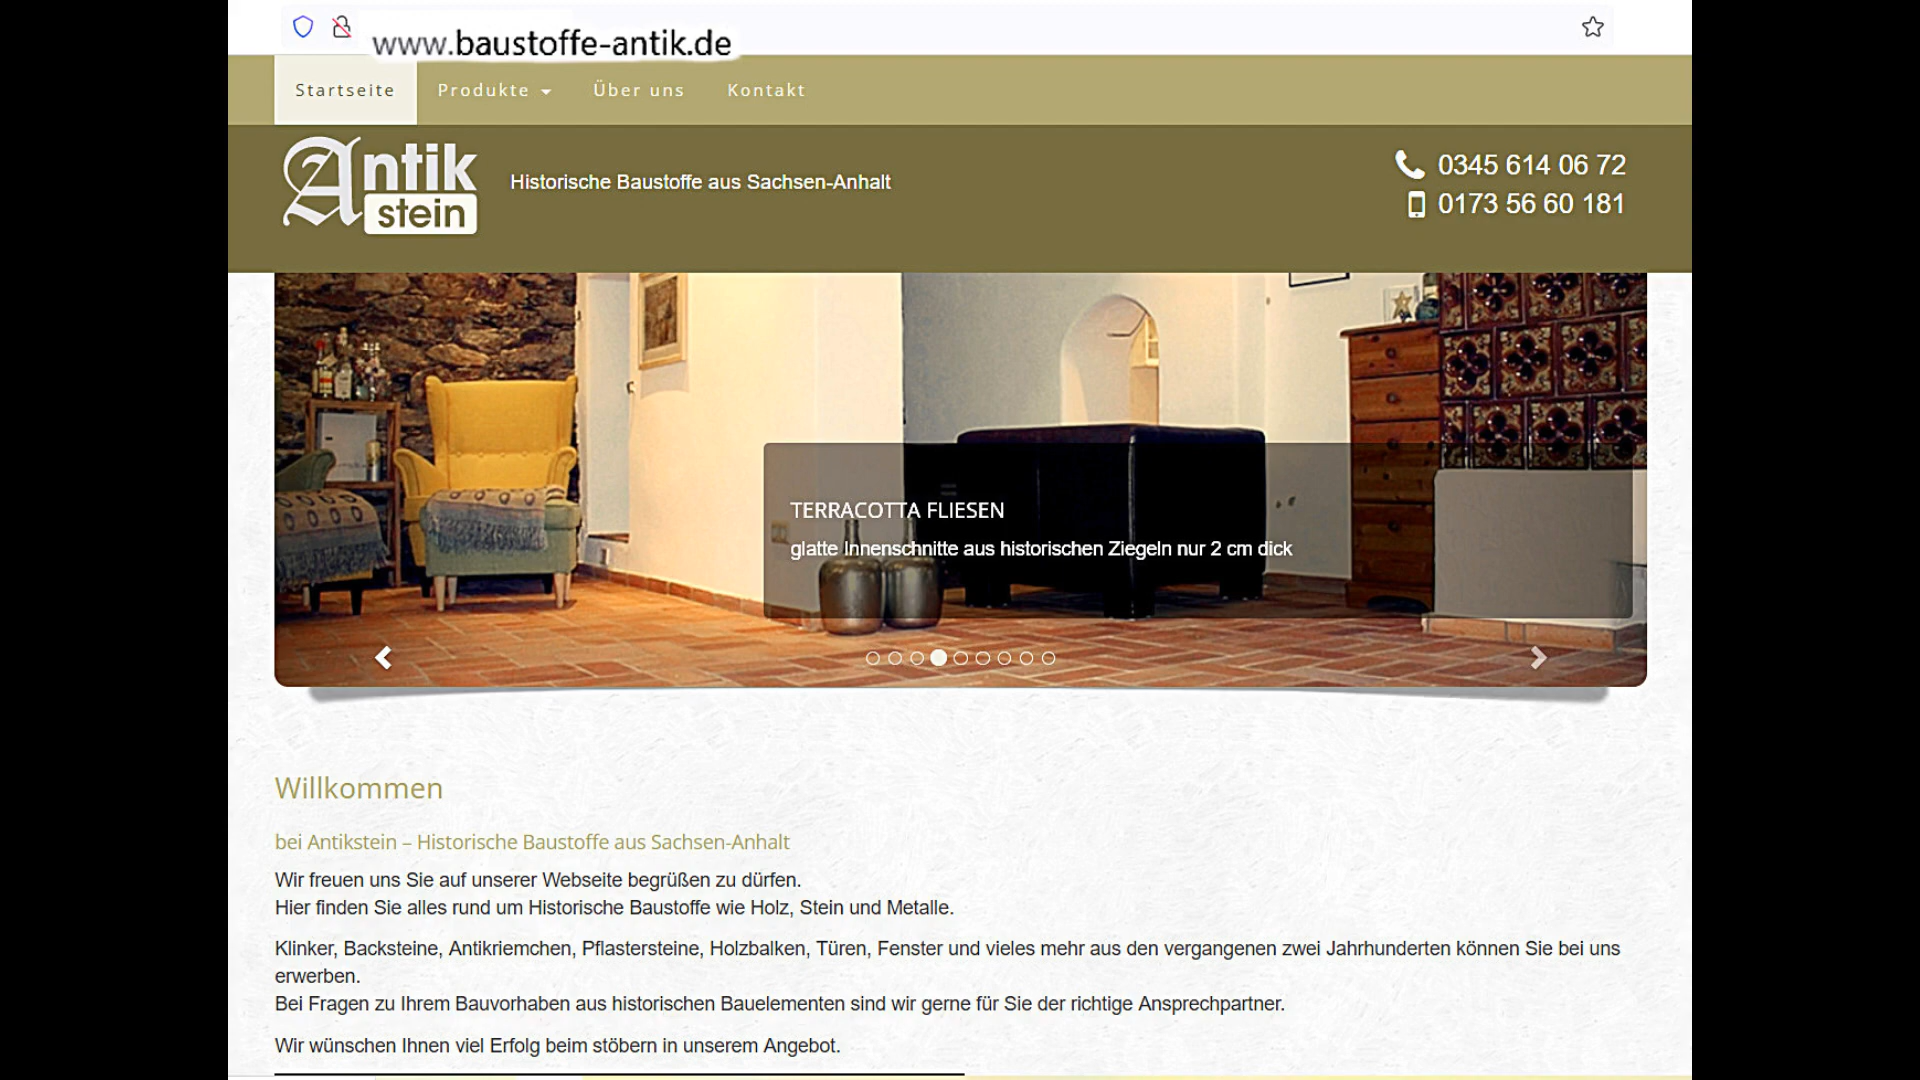 www.baustoffe-antik.de
Startseite Produkte Über uns Kontakt
Antik
stein
Historische Baustoffe aus Sachsen-Anhalt
0345 614 06 72
0173 56 60 181
TERRACOTTA FLIESEN
glatte Innenschnitte aus historischen Ziegeln nur 2 cm dick
Willkommen
bei Antikstein – Historische Baustoffe aus Sachsen-Anhalt
Wir freuen uns Sie auf unserer Webseite begrüßen zu dürfen.
Hier finden Sie alles rund um Historische Baustoffe wie Holz, Stein und Metalle.
Klinker, Backsteine, Antikriemchen, Pflastersteine, Holzbalken, Türen, Fenster und vieles mehr aus den vergangenen zwei Jahrhunderten können Sie bei uns
erwerben.
Bei Fragen zu Ihrem Bauvorhaben aus historischen Bauelementen sind wir gerne für Sie der richtige Ansprechpartner.
Wir wünschen Ihnen viel Erfolg beim stöbern in unserem Angebot.